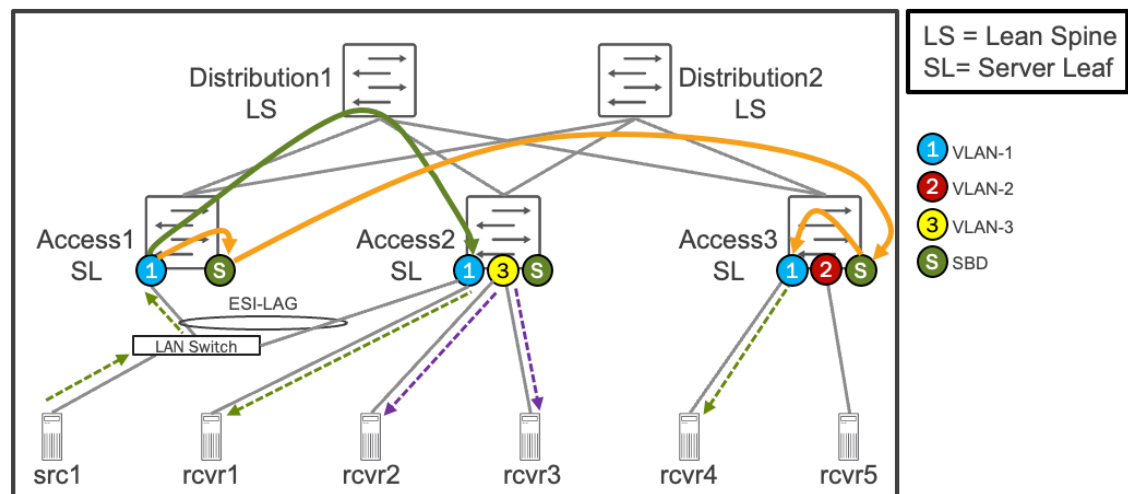 LS = Lean Spine
SL= Server Leaf
Distribution1
LS
Distribution2
LS
1 VLAN-1
2 VLAN-2
3 VLAN-3
S SBD
Access1
SL
Access2
SL
Access3
SL
1
S
1
3
S
1
2
S
ESI-LAG
LAN Switch
src1
rcvr1
rcvr2
rcvr3
rcvr4
rcvr5